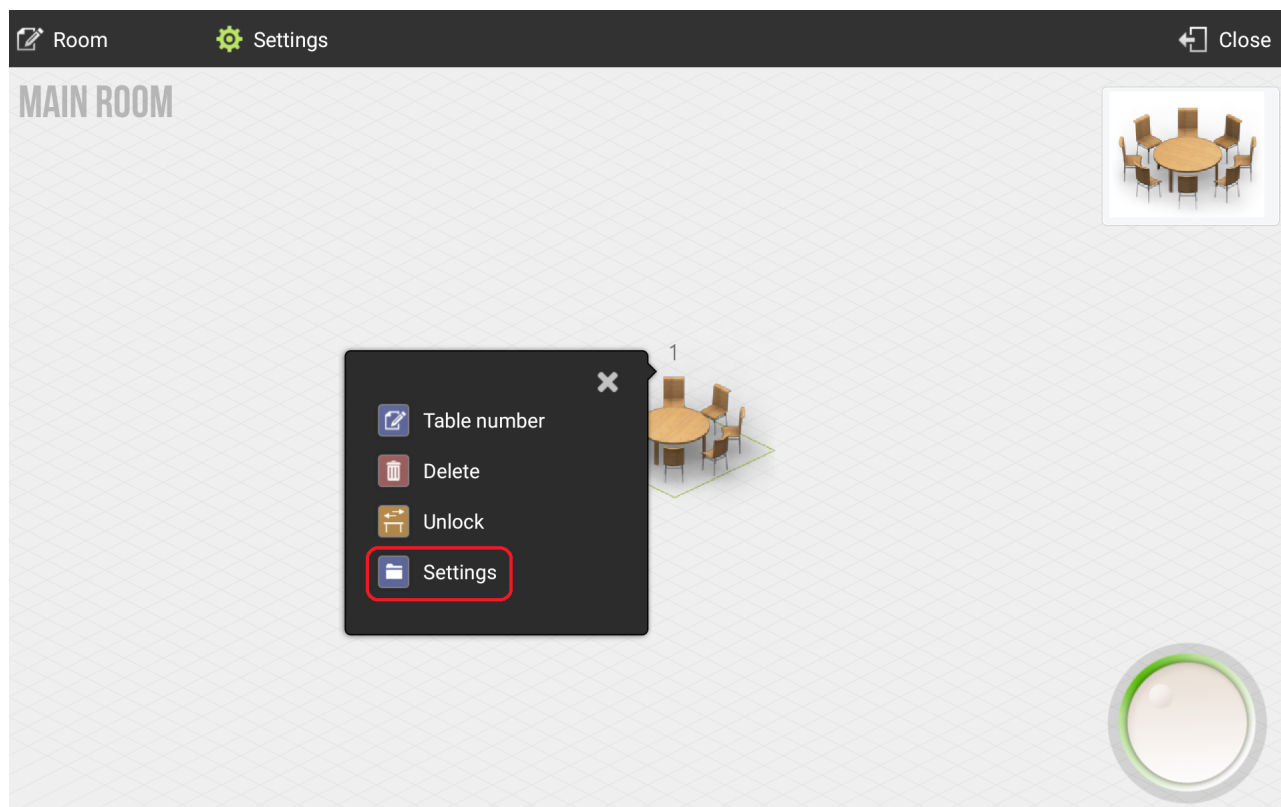 Room
Settings
Close
MAIN ROOM
1
Table number
Delete
Unlock
Settings